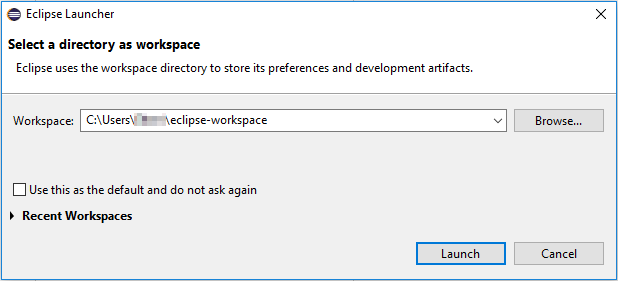 Eclipse Launcher
Select a directory as workspace
Eclipse uses the workspace directory to store its preferences and development artifacts.
Workspace: C:\Users\ \eclipse-workspace Browse...
Use this as the default and do not ask again
Recent Workspaces
Launch Cancel